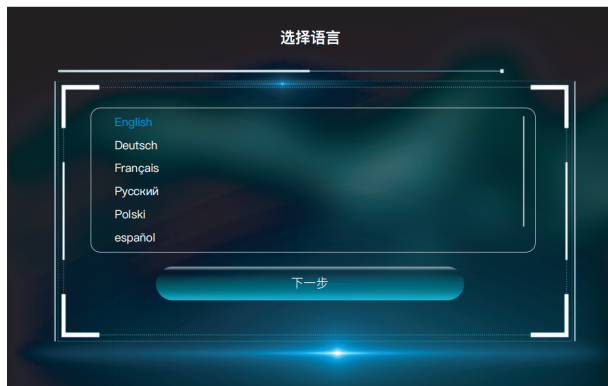 选择语言
English
Deutsch
Français
Русский
Polski
español
下一步